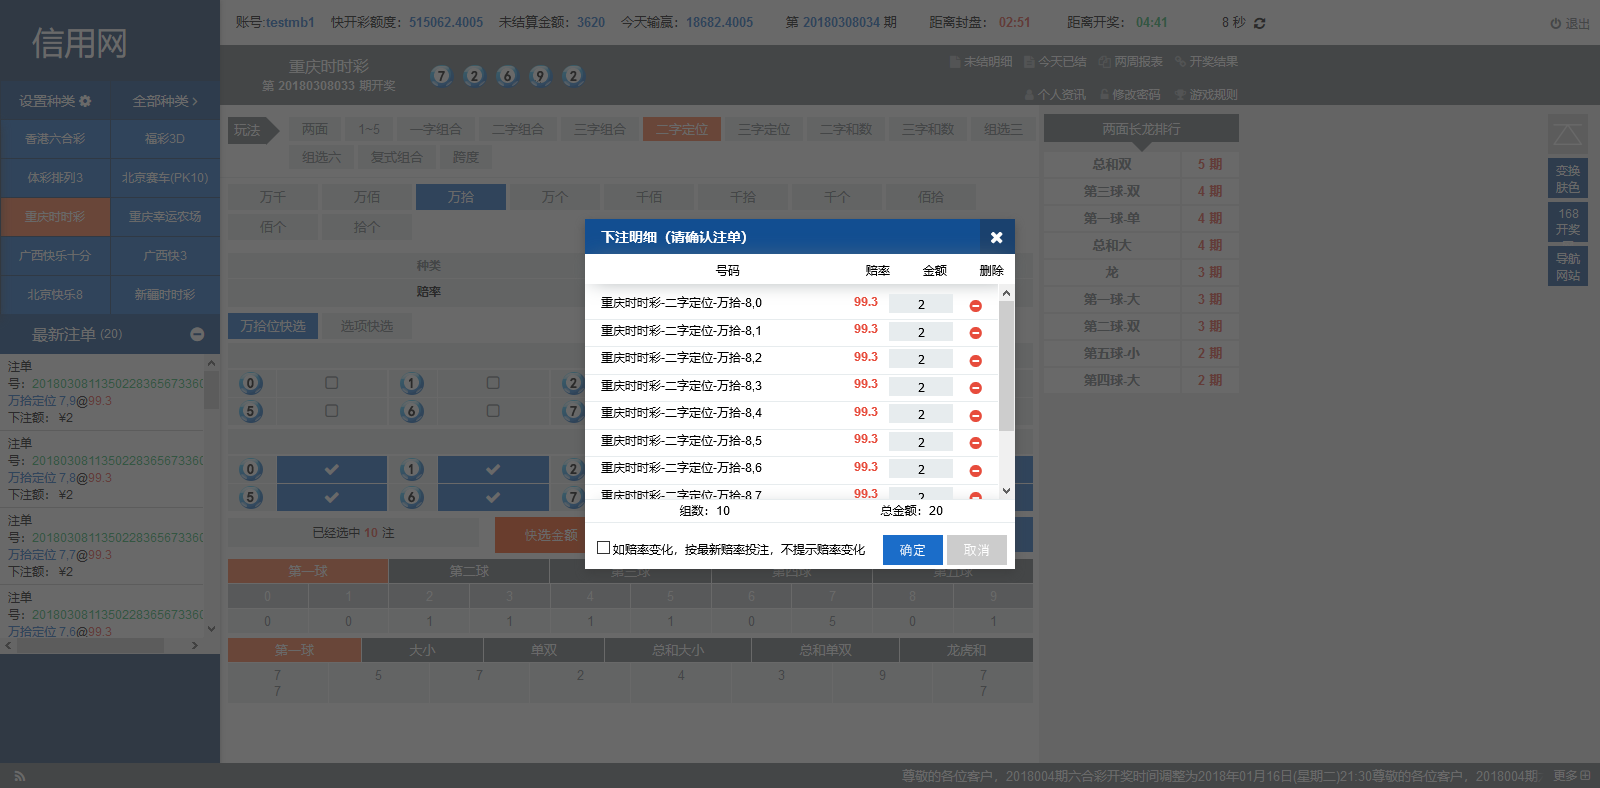 信用网
账号:testmb1 快开彩额度：515062.4005 未结算金额：3620 今天输赢：18682.4005 第 20180308034 期 距离封盘： 02:51 距离开奖： 04:41 8 秒
退出
重庆时时彩
第 20180308033 期开奖
7 2 6 9 2
未结明细 今天已结 两周报表 开奖结果
个人资讯 修改密码 游戏规则
设置种类 全部种类
香港六合彩 福彩3D
体彩排列3 北京赛车(PK10)
重庆时时彩 重庆幸运农场
广西快乐十分 广西快3
北京快乐8 新疆时时彩
最新注单 (20)
注单
号：2018030811350228365673360
万拾定位 7,9@99.3
下注额： ¥2
注单
号：2018030811350228365673360
万拾定位 7,8@99.3
下注额： ¥2
注单
号：2018030811350228365673360
万拾定位 7,7@99.3
下注额： ¥2
注单
号：2018030811350228365673360
万拾定位 7,6@99.3
玩法 两面 1~5 一字组合 二字组合 三字组合 二字定位 三字定位 二字和数 三字和数 组选三
组选六 复式组合 跨度
万千 万佰 万拾 万个 千佰 千拾 千个 佰拾
佰个 拾个
种类
赔率
万拾位快选 选项快选
0 1 2
5 6 7
0 1 2
5 6 7
已经选中 10 注 快选金额
第一球 第二球 第三球 第四球 第五球
0 1 2 3 4 5 6 7 8 9
0 0 1 1 1 1 0 5 0 1
第一球 大小 单双 总和大小 总和单双 龙虎和
7 5 7 2 4 3 9 7
7 7
下注明细（请确认注单）
号码 赔率 金额 删除
重庆时时彩-二字定位-万拾-8,0 99.3 2
重庆时时彩-二字定位-万拾-8,1 99.3 2
重庆时时彩-二字定位-万拾-8,2 99.3 2
重庆时时彩-二字定位-万拾-8,3 99.3 2
重庆时时彩-二字定位-万拾-8,4 99.3 2
重庆时时彩-二字定位-万拾-8,5 99.3 2
重庆时时彩-二字定位-万拾-8,6 99.3 2
重庆时时彩-二字定位-万拾-8,7 99.3 2
组数：10 总金额：20
如赔率变化，按最新赔率投注，不提示赔率变化 确定 取消
两面长龙排行
总和双 5 期
第三球-双 4 期
第一球-单 4 期
总和大 4 期
龙 3 期
第一球-大 3 期
第二球-双 3 期
第五球-小 2 期
第四球-大 2 期
变换
肤色
168
开奖
导航
网站
尊敬的各位客户，2018004期六合彩开奖时间调整为2018年01月16日(星期二)21:30尊敬的各位客户，2018004期 更多